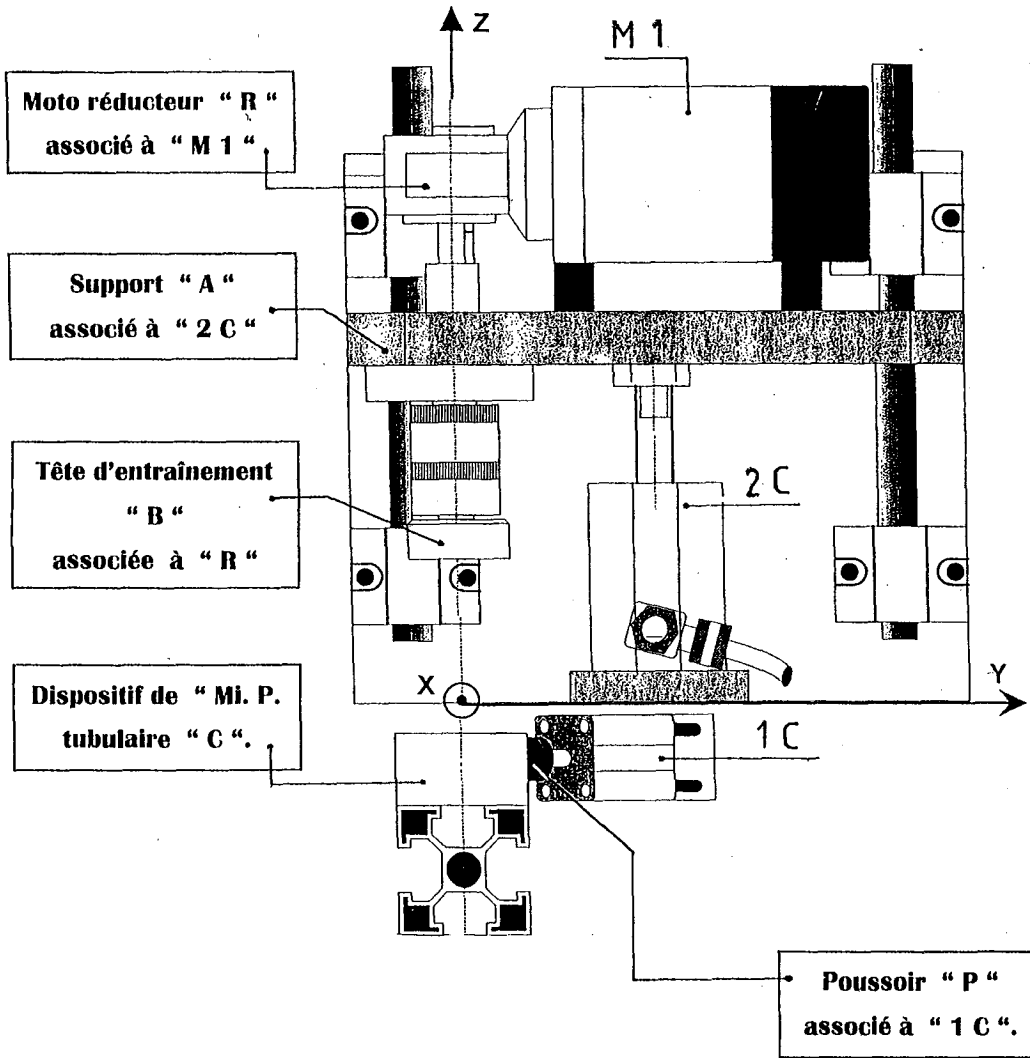 Z
M 1
Moto réducteur “ R “
associé à “ M 1 “
Support “ A “
associé à “ 2 C “
Tête d'entraînement
“ B “
associée à “ R “
2 C
Dispositif de “ Mi. P.
tubulaire “ C “.
X
Y
1 C
Poussoir “ P “
associé à “ 1 C “.